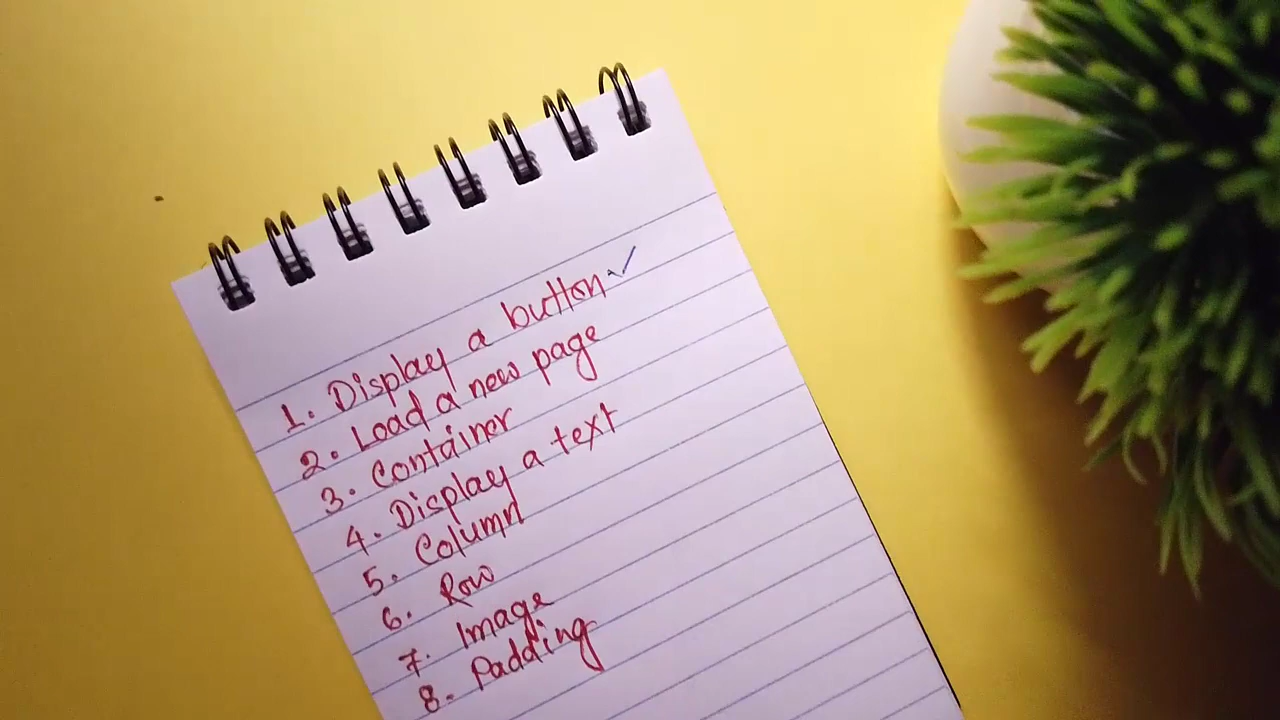 1. Display a button ✓
2. Load a new page
3. Container
4. Display a text
5. Column
6. Row
7. Image
8. Padding